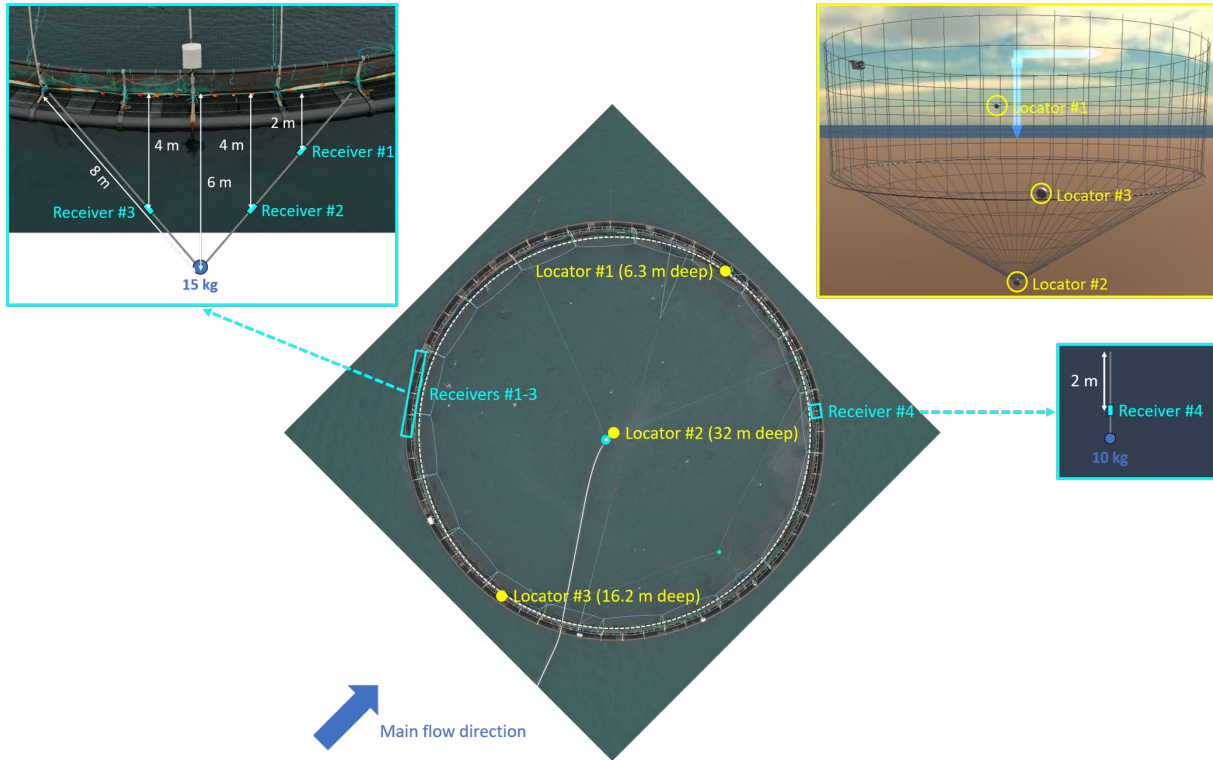 2 m
4 m
4 m
6 m
8 m
Receiver #1
Receiver #2
Receiver #3
15 kg
Locator #1
Locator #3
Locator #2
Locator #1 (6.3 m deep)
Receivers #1-3
Receiver #4
Locator #2 (32 m deep)
2 m
Receiver #4
10 kg
Locator #3 (16.2 m deep)
Main flow direction